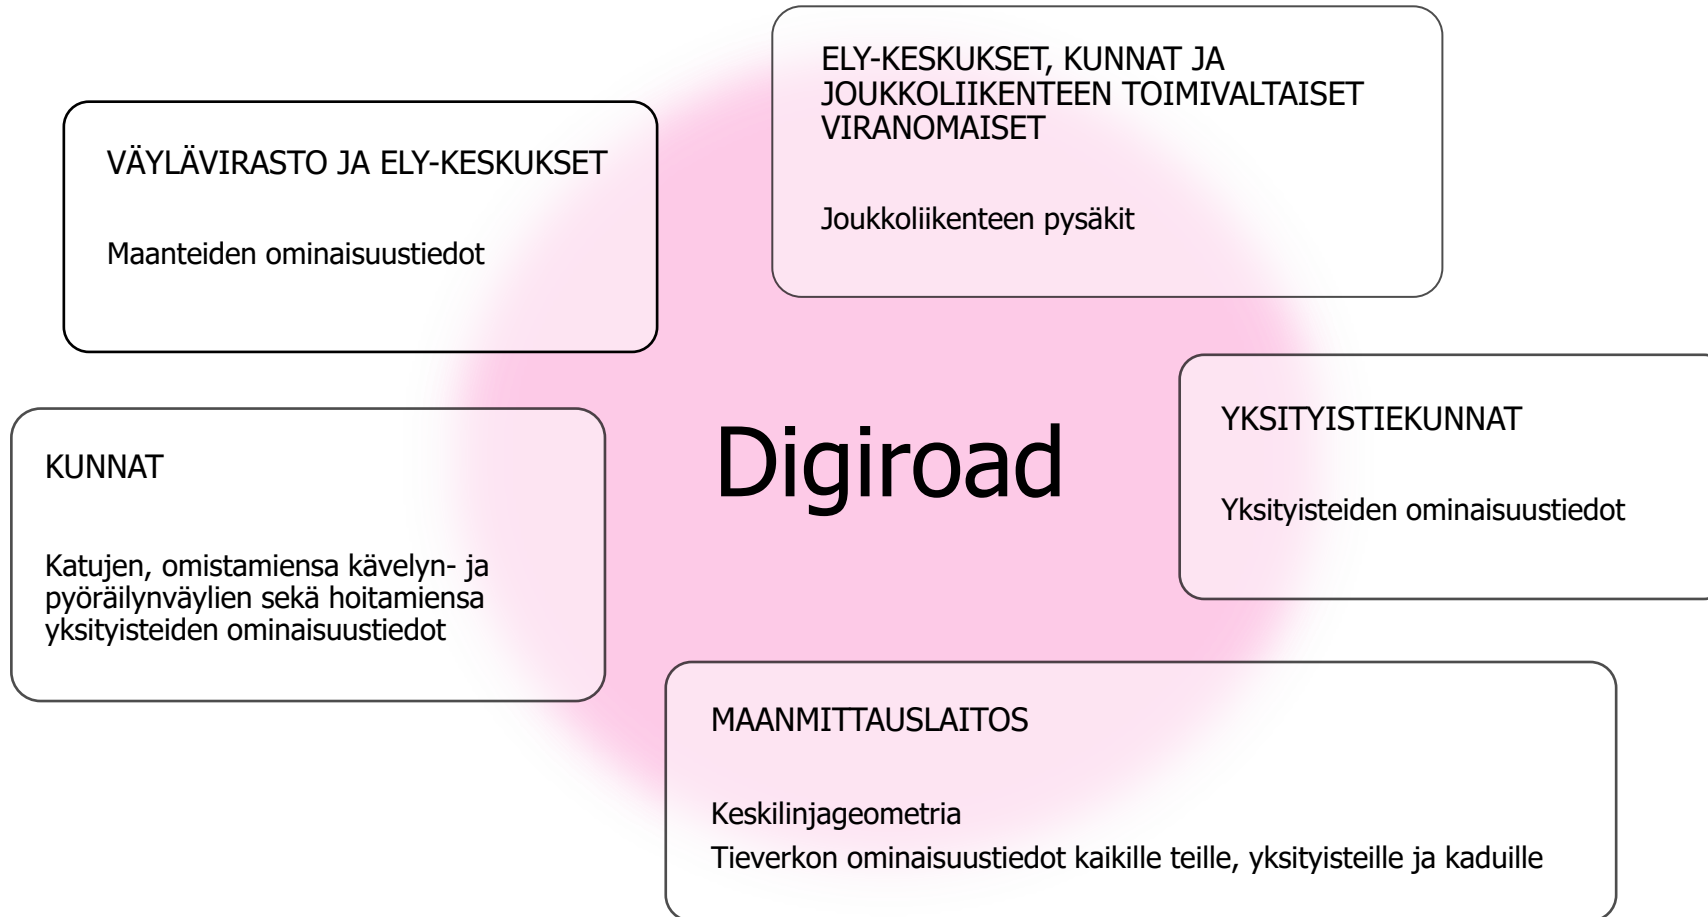 ELY-KESKUKSET, KUNNAT JA
JOUKKOLIIKENTEEN TOIMIVALTAISET
VIRANOMAISET
Joukkoliikenteen pysäkit
VÄYLÄVIRASTO JA ELY-KESKUKSET
Maanteiden ominaisuustiedot
Digiroad
YKSITYISTIEKUNNAT
Yksityisteiden ominaisuustiedot
KUNNAT
Katujen, omistamiensa kävelyn- ja
pyöräilynväylien sekä hoitamiensa
yksityisteiden ominaisuustiedot
MAANMITTAUSLAITOS
Keskilinjageometria
Tieverkon ominaisuustiedot kaikille teille, yksityisteille ja kaduille